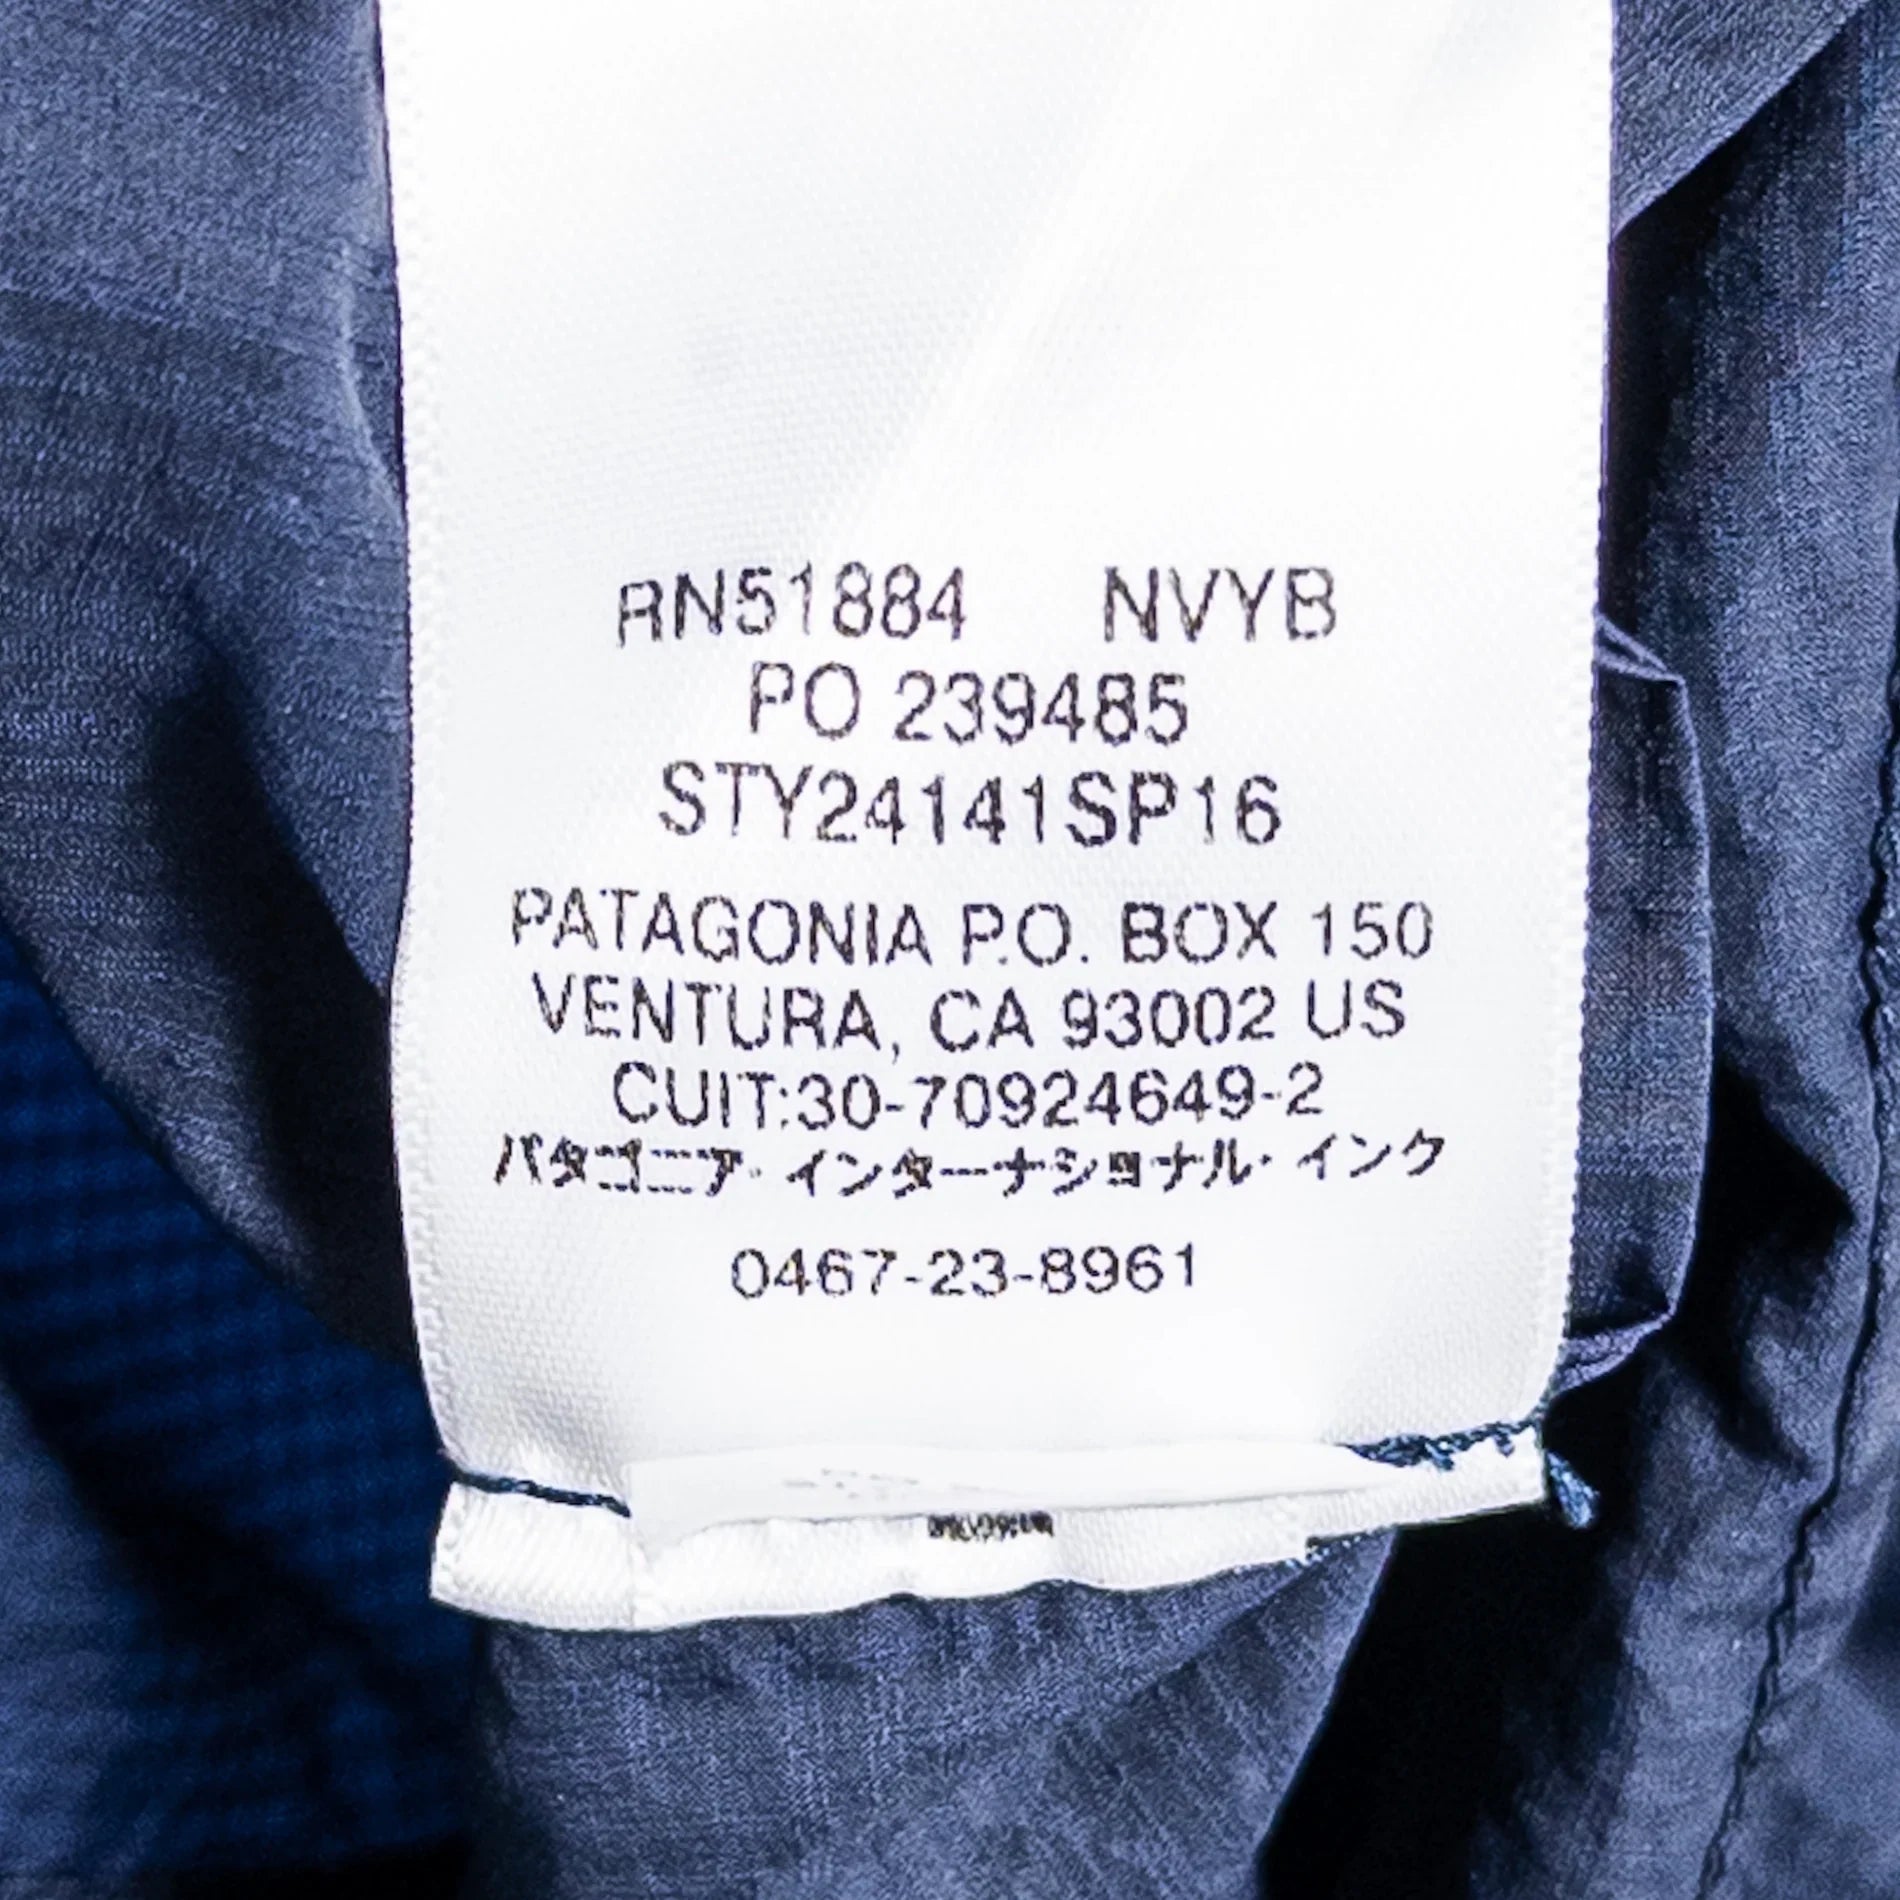 RN51884 NVYB
PO 239485
STY24141SP16
PATAGONIA P.O. BOX 150
VENTURA, CA 93002 US
CUIT:30-70924649-2
パタゴニア・インターナショナル・インク
0467-23-8961